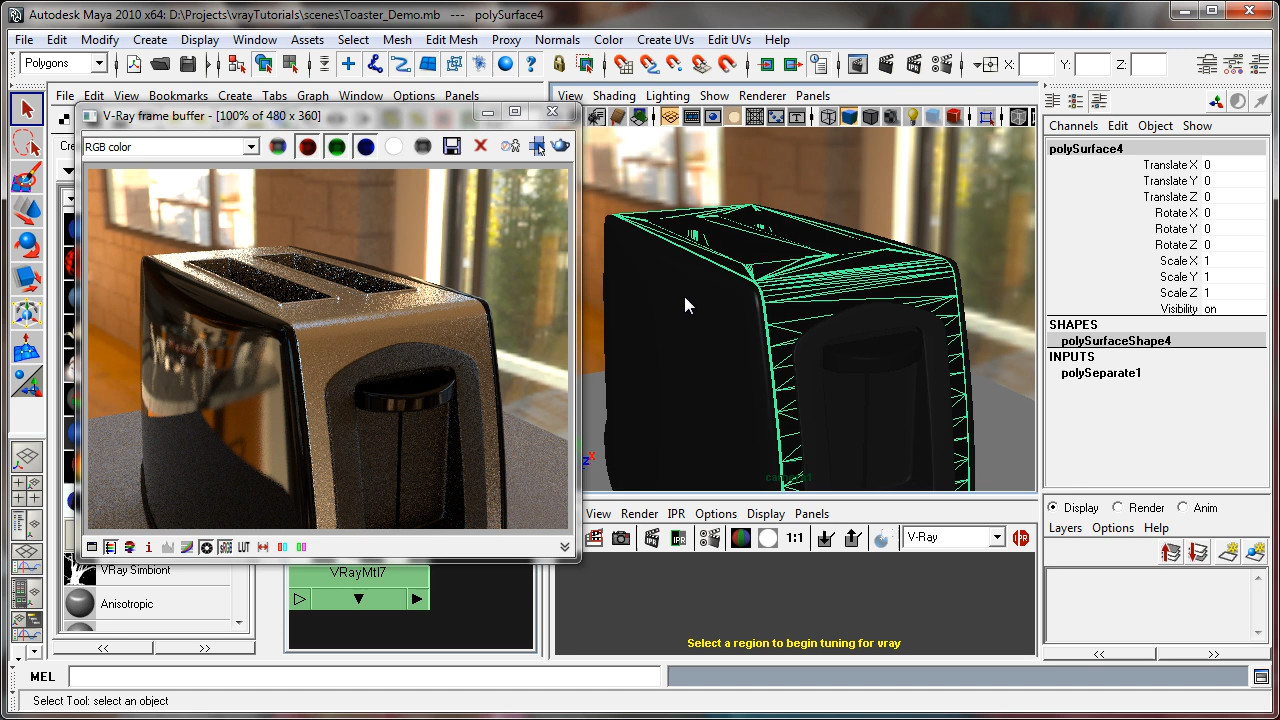 Autodesk Maya 2010 x64: D:\Projects\vrayTutorials\scenes\Toaster_Demo.mb --- polySurface4
File Edit Modify Create Display Window Assets Select Mesh Edit Mesh Proxy Normals Color Create UVs Edit UVs Help
Polygons
X:
Y:
Z:
File Edit View Bookmarks Create Tabs Graph Window Options Panels
V-Ray frame buffer - [100% of 480 x 360]
RGB color
sRGB
LUT
View Shading Lighting Show Renderer Panels
Channels Edit Object Show
polySurface4
Translate X 0
Translate Y 0
Translate Z 0
Rotate X 0
Rotate Y 0
Rotate Z 0
Scale X 1
Scale Y 1
Scale Z 1
Visibility on
SHAPES
polySurfaceShape4
INPUTS
polySeparate1
View Render IPR Options Display Panels
IPR
1:1
V-Ray
Select a region to begin tuning for vray
Display Render Anim
Layers Options Help
VRay Simbiont
Anisotropic
VRayMtl7
<< >>
<< >>
MEL
Select Tool: select an object